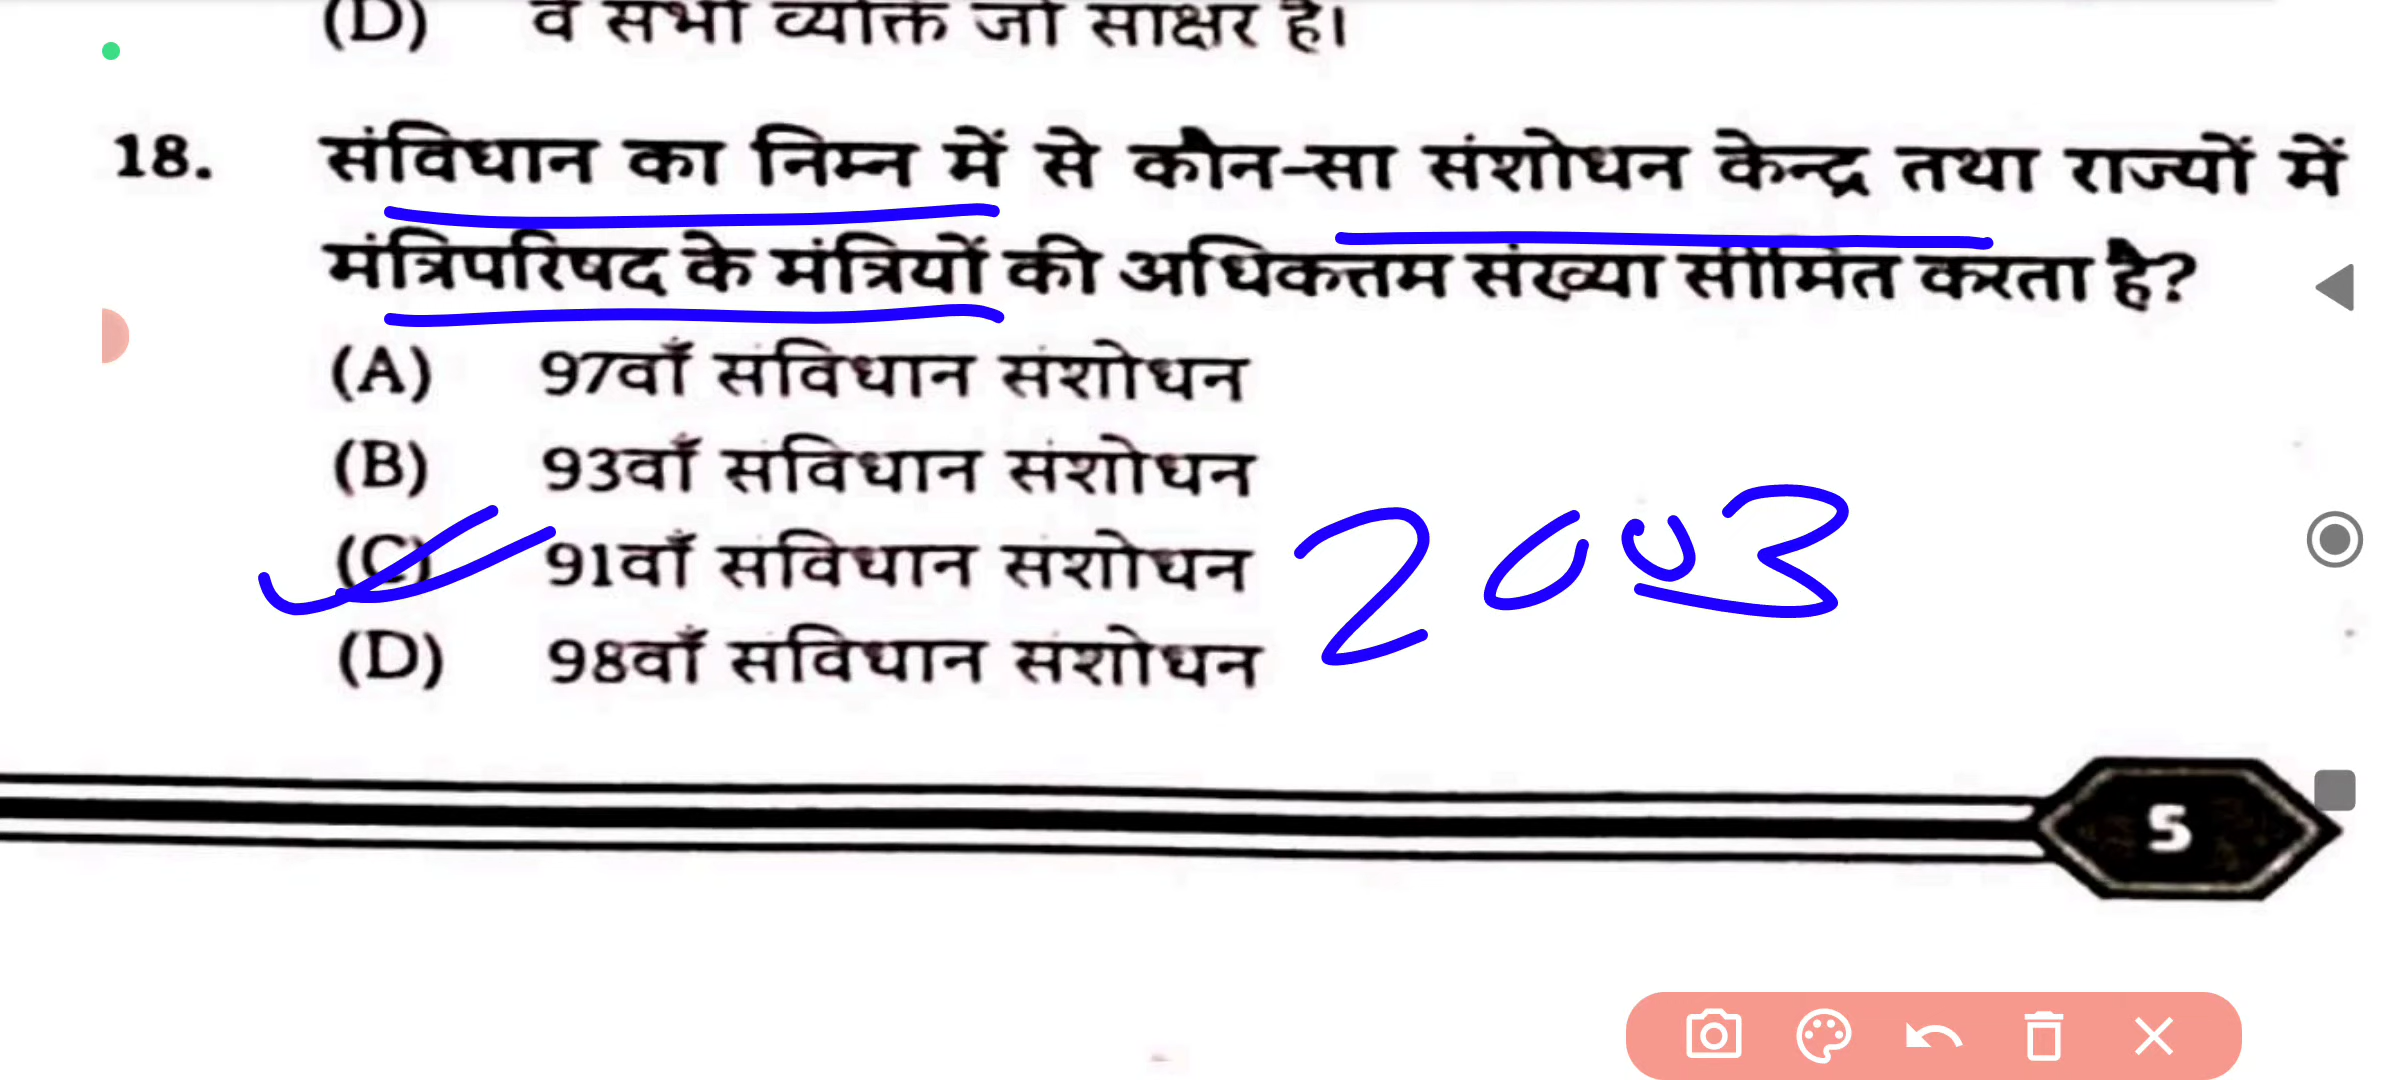 (D) वे सभी व्यक्ति जो साक्षर हैं।
18. संविधान का निम्न में से कौन-सा संशोधन केन्द्र तथा राज्यों में
मंत्रिपरिषद के मंत्रियों की अधिकत्तम संख्या सीमित करता है?
(A) 97वाँ संविधान संशोधन
(B) 93वाँ संविधान संशोधन
(C) 91वाँ संविधान संशोधन 2003
(D) 98वाँ संविधान संशोधन
5